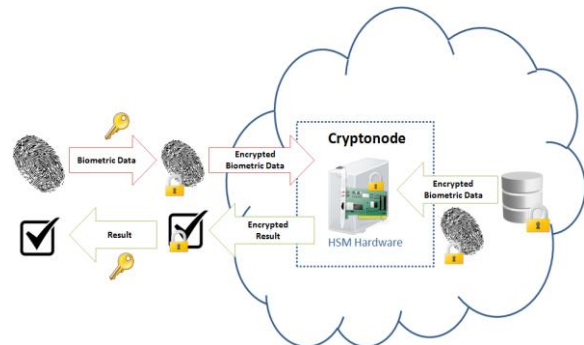 Cryptonode
Biometric Data
Encrypted
Biometric Data
Encrypted
Biometric Data
HSM Hardware
Result
Encrypted
Result